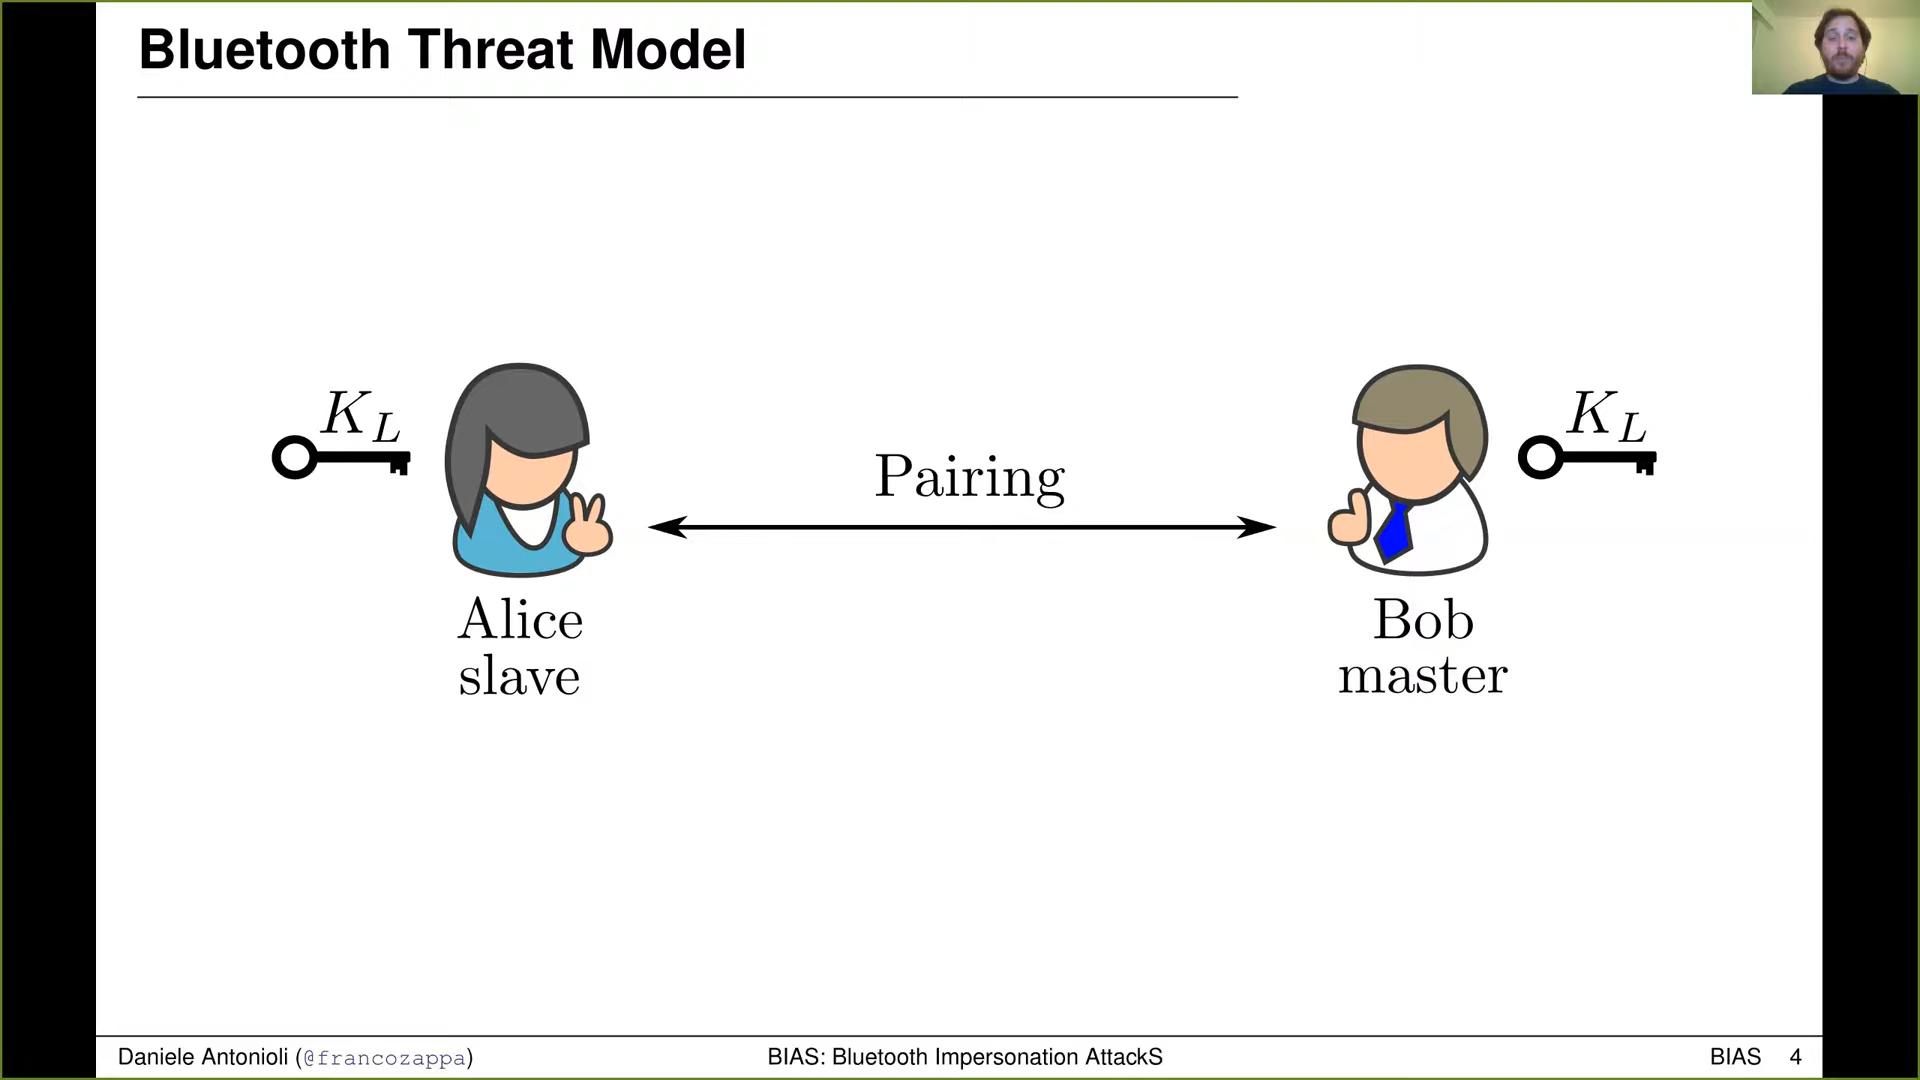 Bluetooth Threat Model
K_L
K_L
Pairing
Alice
slave
Bob
master
Daniele Antonioli (@francozappa)
BIAS: Bluetooth Impersonation AttackS
BIAS 4